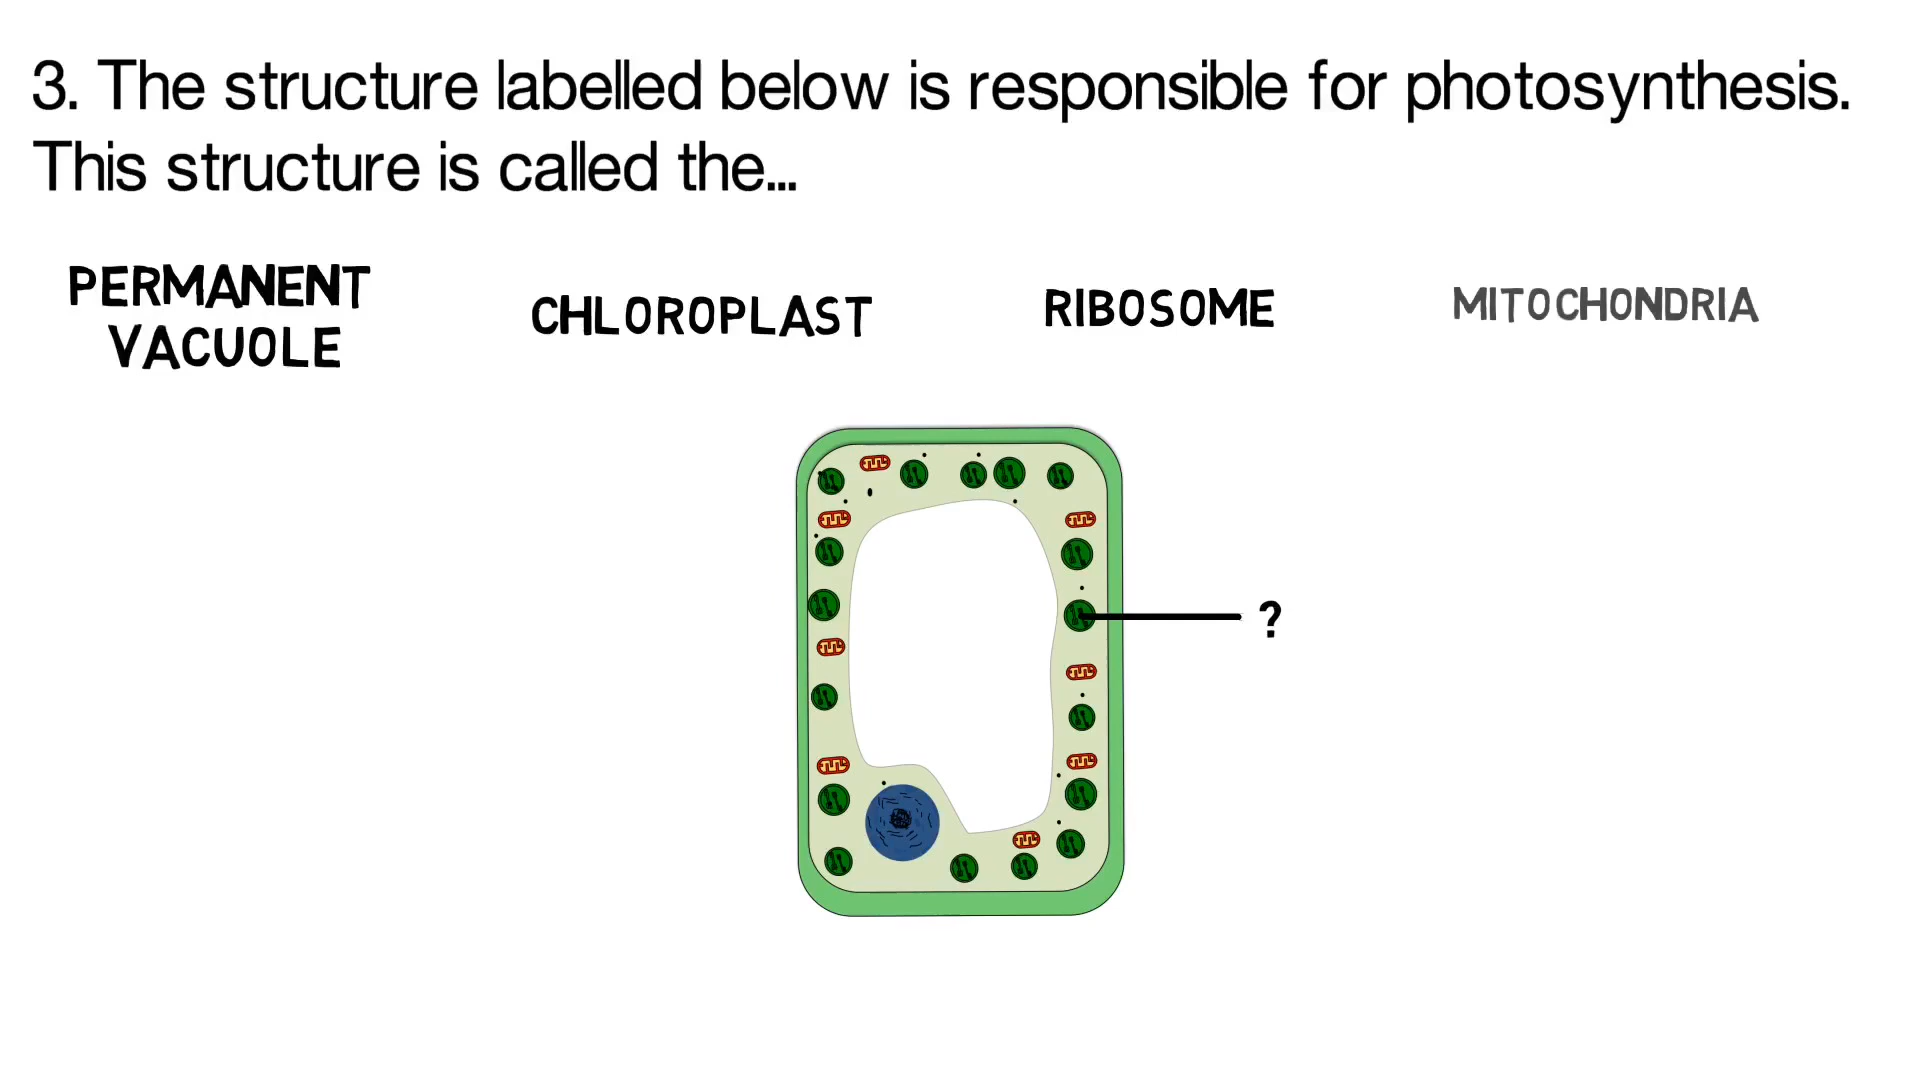 3. The structure labelled below is responsible for photosynthesis.
This structure is called the...
PERMANENT
VACUOLE
CHLOROPLAST
RIBOSOME
MITOCHONDRIA
?